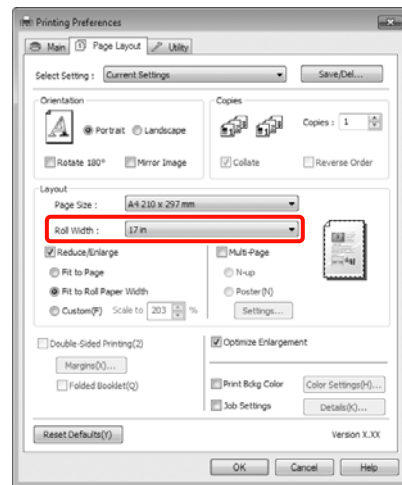 Printing Preferences
Main Page Layout Utility
Select Setting : Current Settings Save/Del...
Orientation Copies
Portrait Landscape Copies : 1
Rotate 180° Mirror Image Collate Reverse Order
Layout
Page Size : A4 210 x 297 mm
Roll Width : 17 in
Reduce/Enlarge Multi-Page
Fit to Page N-up
Fit to Roll Paper Width Poster(N)
Custom(F) Scale to 203 % Settings...
Double-Sided Printing(2) Optimize Enlargement
Margins(X)...
Folded Booklet(Q) Print Bckg Color Color Settings(H)...
Job Settings Details(K)...
Reset Defaults(Y) Version X.XX
OK Cancel Help